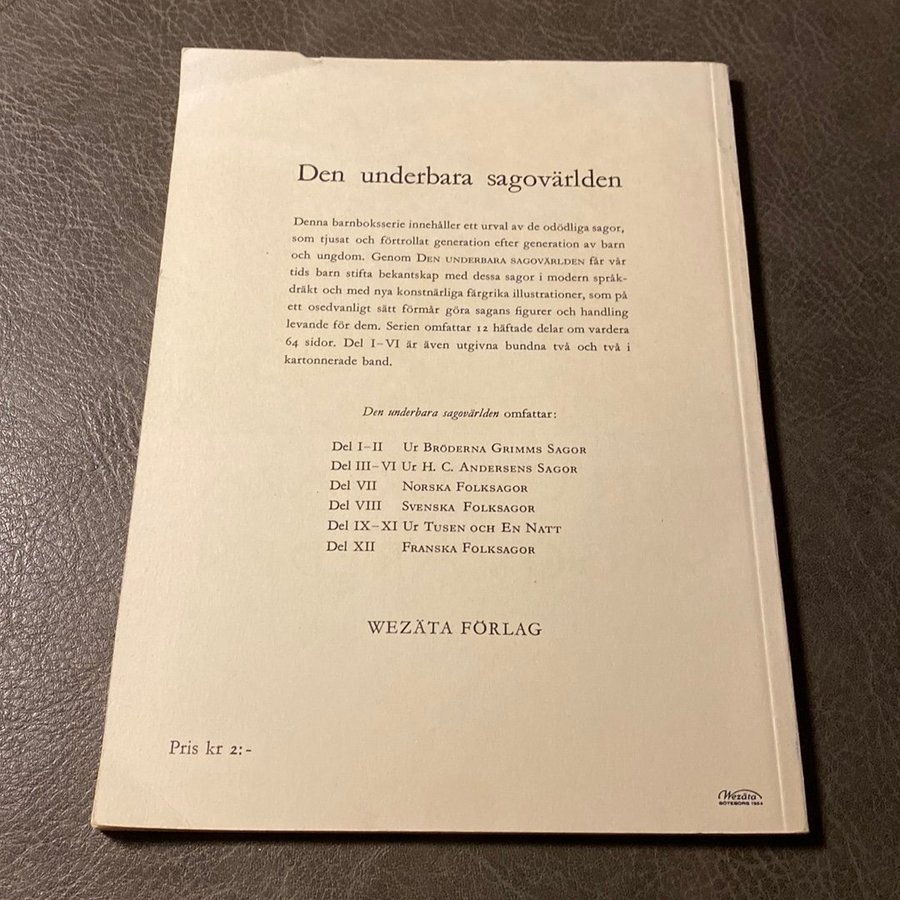 Den underbara sagovärlden
Denna barnboksserie innehåller ett urval av de odödliga sagor,
som tjusat och förtrollat generation efter generation av barn
och ungdom. Genom DEN UNDERBARA SAGOVÄRLDEN får vår
tids barn stifta bekantskap med dessa sagor i modern språk-
dräkt och med nya konstnärliga färgrika illustrationer, som på
ett osedvanligt sätt förmår göra sagans figurer och handling
levande för dem. Serien omfattar 12 häftade delar om vardera
64 sidor. Del I–VI är även utgivna bundna två och två i
kartonnerade band.
Den underbara sagovärlden omfattar:
Del I–II Ur BRÖDERNA GRIMMS SAGOR
Del III–VI Ur H. C. ANDERSENS SAGOR
Del VII NORSKA FOLKSAGOR
Del VIII SVENSKA FOLKSAGOR
Del IX–XI Ur TUSEN OCH EN NATT
Del XII FRANSKA FOLKSAGOR
WEZÄTA FÖRLAG
Pris kr 2:-
Wezäta
GÖTEBORG 1954